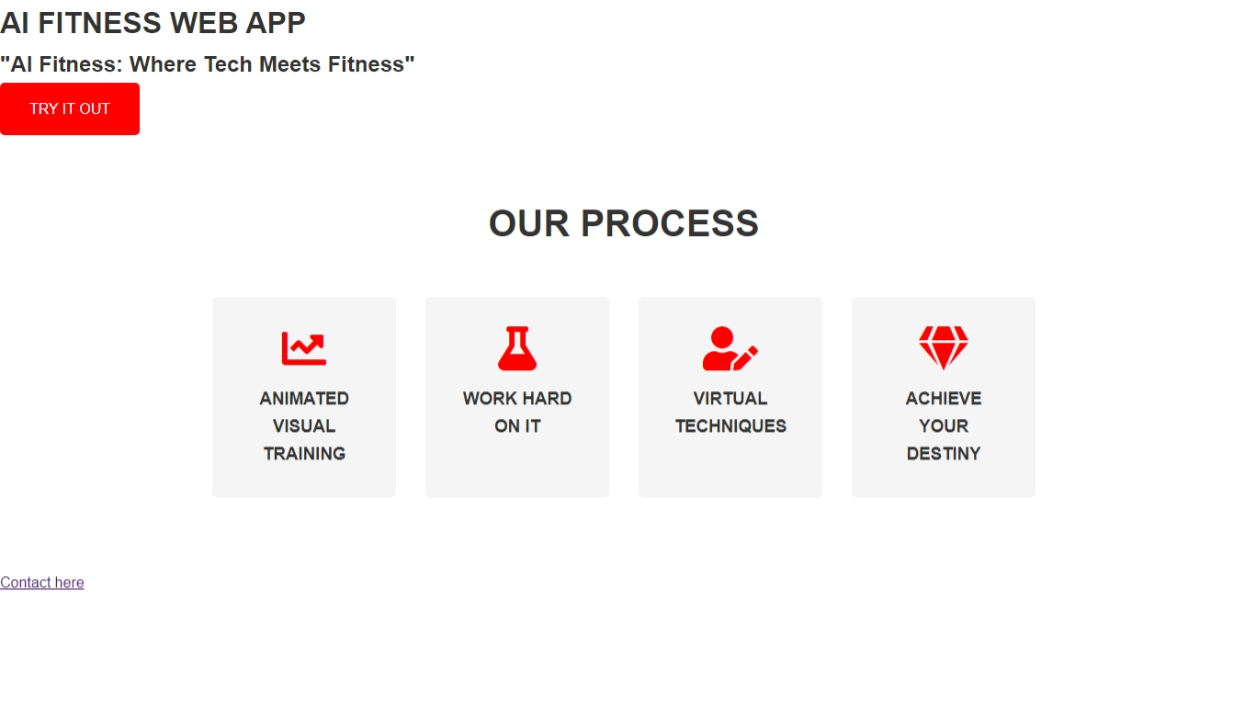 AI FITNESS WEB APP
"AI Fitness: Where Tech Meets Fitness"
TRY IT OUT
OUR PROCESS
ANIMATED
VISUAL
TRAINING
WORK HARD
ON IT
VIRTUAL
TECHNIQUES
ACHIEVE
YOUR
DESTINY
Contact here